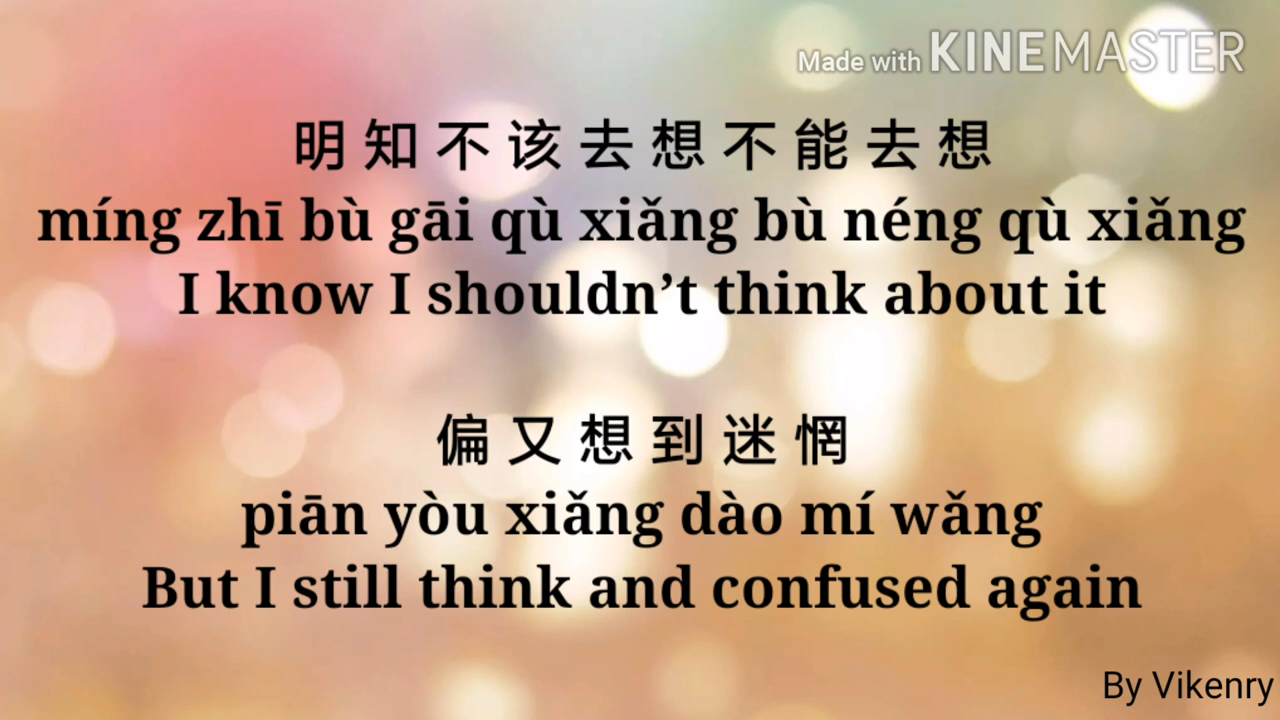 Made with KINEMASTER
明知不该去想不能去想
míng zhī bù gāi qù xiǎng bù néng qù xiǎng
I know I shouldn’t think about it
偏又想到迷惘
piān yòu xiǎng dào mí wǎng
But I still think and confused again
By Vikenry